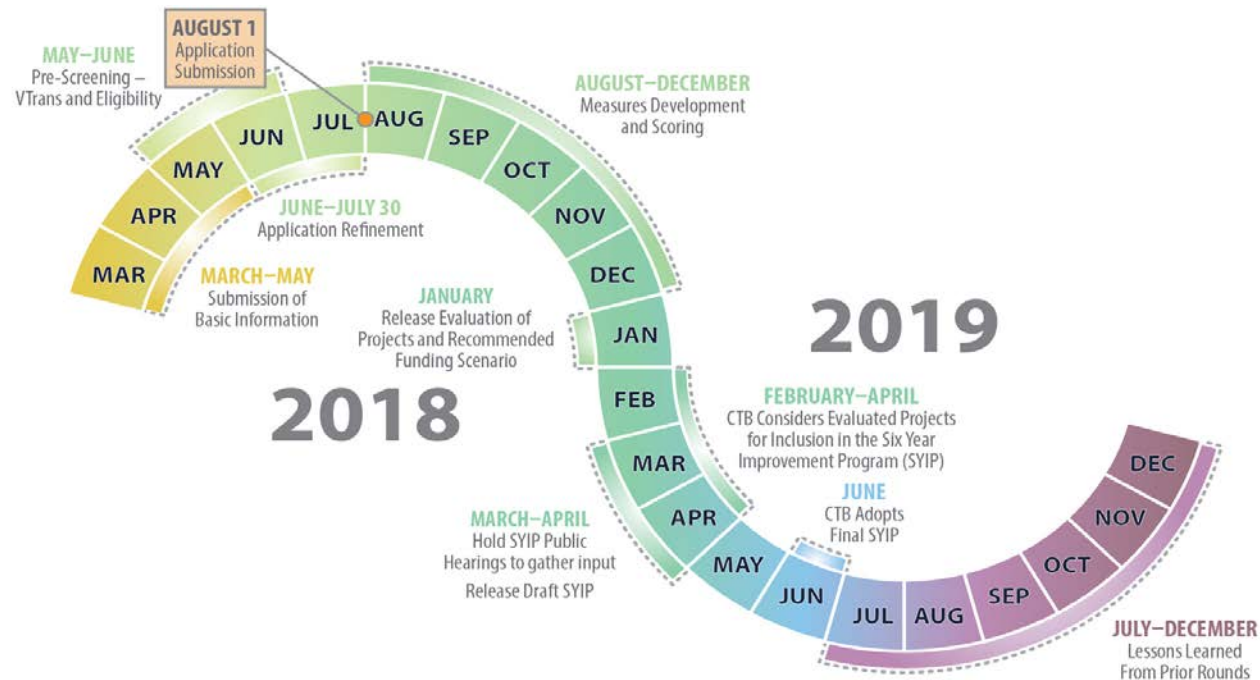 AUGUST 1
Application
Submission
MAY–JUNE
Pre-Screening –
VTrans and Eligibility
AUGUST–DECEMBER
Measures Development
and Scoring
MAR
APR
MAY
JUN
JUL
AUG
SEP
OCT
NOV
DEC
JUNE–JULY 30
Application Refinement
MARCH–MAY
Submission of
Basic Information
JANUARY
Release Evaluation of
Projects and Recommended
Funding Scenario
2018
2019
JAN
FEB
MAR
APR
MAY
JUN
JUL
AUG
SEP
OCT
NOV
DEC
FEBRUARY–APRIL
CTB Considers Evaluated Projects
for Inclusion in the Six Year
Improvement Program (SYIP)
MARCH–APRIL
Hold SYIP Public
Hearings to gather input
Release Draft SYIP
JUNE
CTB Adopts
Final SYIP
JULY–DECEMBER
Lessons Learned
From Prior Rounds